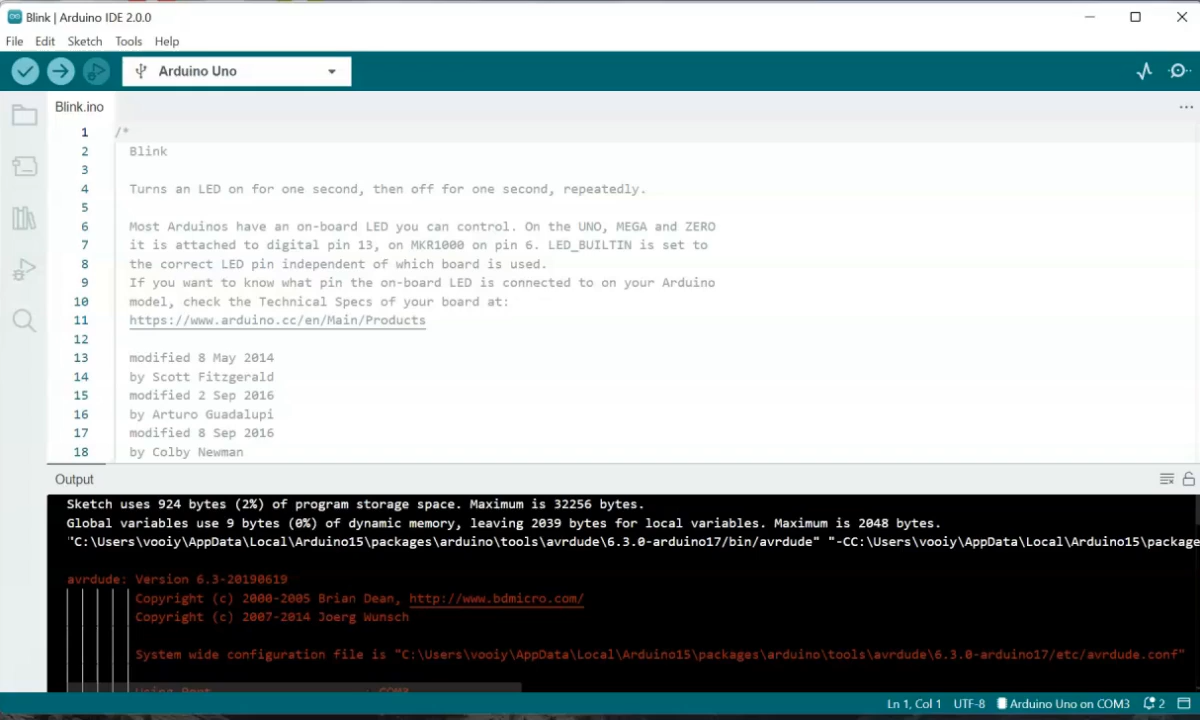 Blink | Arduino IDE 2.0.0
File Edit Sketch Tools Help
Arduino Uno
Blink.ino
1 /*
2 Blink
3
4 Turns an LED on for one second, then off for one second, repeatedly.
5
6 Most Arduinos have an on-board LED you can control. On the UNO, MEGA and ZERO
7 it is attached to digital pin 13, on MKR1000 on pin 6. LED_BUILTIN is set to
8 the correct LED pin independent of which board is used.
9 If you want to know what pin the on-board LED is connected to on your Arduino
10 model, check the Technical Specs of your board at:
11 https://www.arduino.cc/en/Main/Products
12
13 modified 8 May 2014
14 by Scott Fitzgerald
15 modified 2 Sep 2016
16 by Arturo Guadalupi
17 modified 8 Sep 2016
18 by Colby Newman
Output
Sketch uses 924 bytes (2%) of program storage space. Maximum is 32256 bytes.
Global variables use 9 bytes (0%) of dynamic memory, leaving 2039 bytes for local variables. Maximum is 2048 bytes.
"C:\Users\vooiy\AppData\Local\Arduino15\packages\arduino\tools\avrdude\6.3.0-arduino17/bin/avrdude" "-CC:\Users\vooiy\AppData\Local\Arduino15\package
avrdude: Version 6.3-20190619
Copyright (c) 2000-2005 Brian Dean, http://www.bdmicro.com/
Copyright (c) 2007-2014 Joerg Wunsch
System wide configuration file is "C:\Users\vooiy\AppData\Local\Arduino15\packages\arduino\tools\avrdude\6.3.0-arduino17/etc/avrdude.conf"
Using Port : COM3
Ln 1, Col 1 UTF-8 Arduino Uno on COM3 2